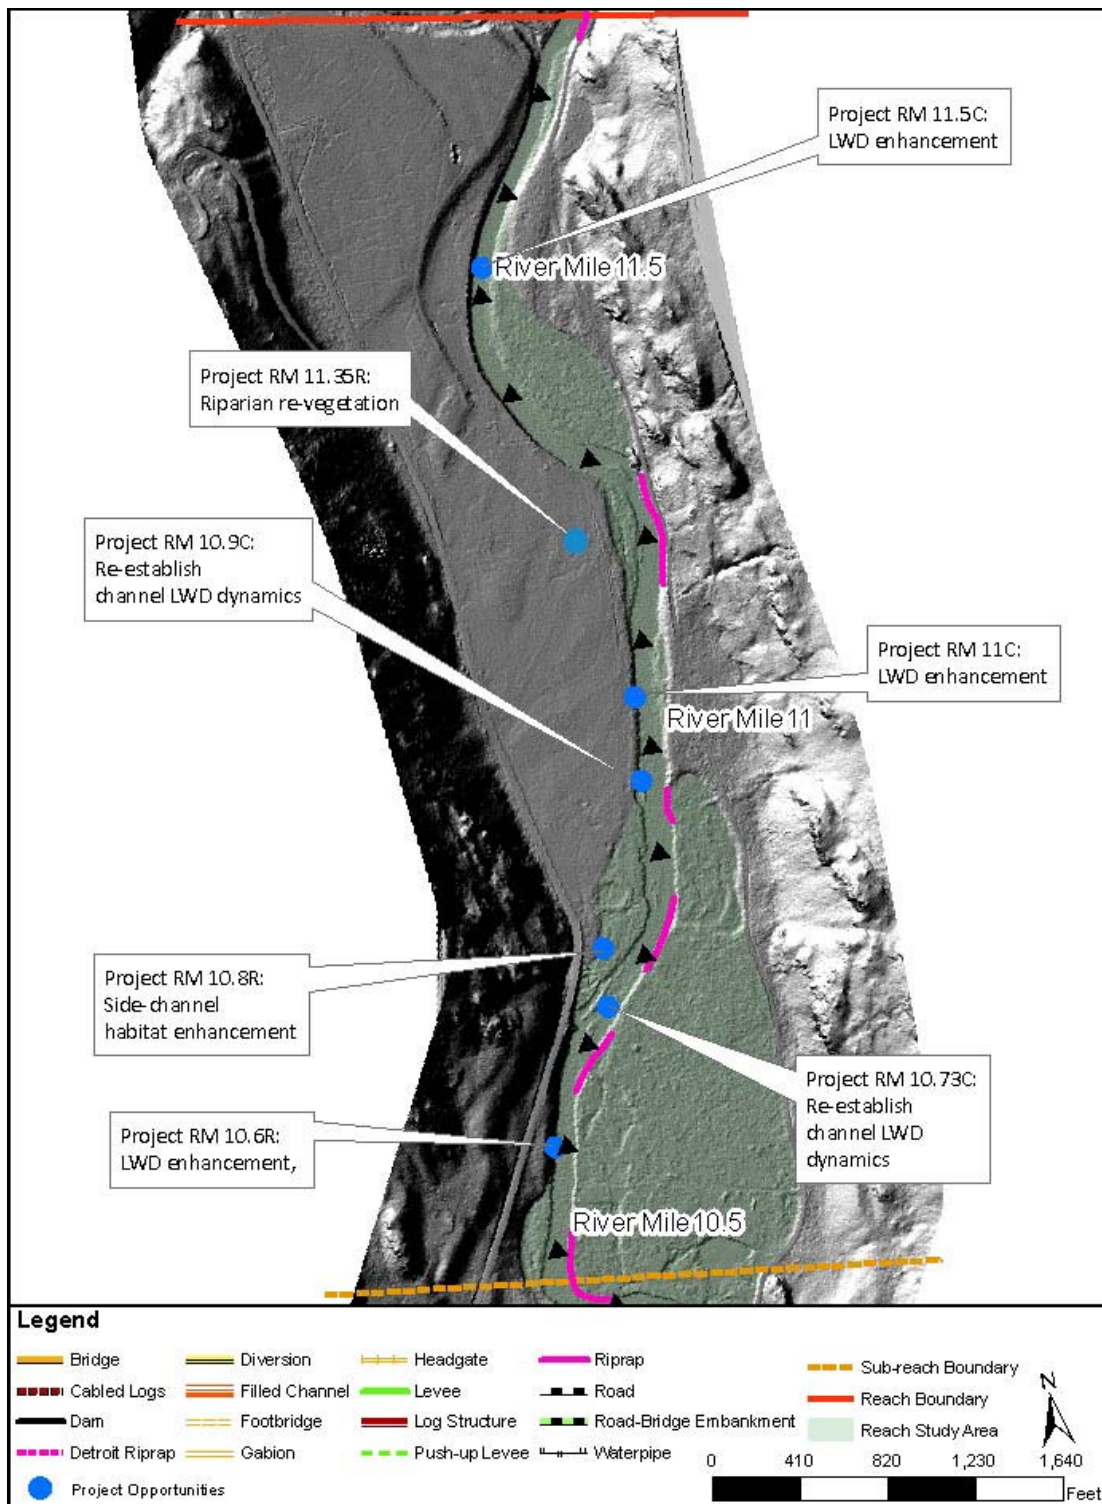 Project RM 11.5C:
LWD enhancement
River Mile 11.5
Project RM 11.35R:
Riparian re-vegetation
Project RM 10.9C:
Re-establish
channel LWD dynamics
Project RM 11C:
LWD enhancement
River Mile 11
Project RM 10.8R:
Side-channel
habitat enhancement
Project RM 10.73C:
Re-establish
channel LWD
dynamics
Project RM 10.6R:
LWD enhancement,
River Mile 10.5
Legend
Bridge
Cabled Logs
Dam
Detroit Riprap
Project Opportunities
Diversion
Filled Channel
Footbridge
Gabion
Headgate
Levee
Log Structure
Push-up Levee
Riprap
Road
Road-Bridge Embankment
Waterpipe
Sub-reach Boundary
Reach Boundary
Reach Study Area
N
0 410 820 1,230 1,640
Feet